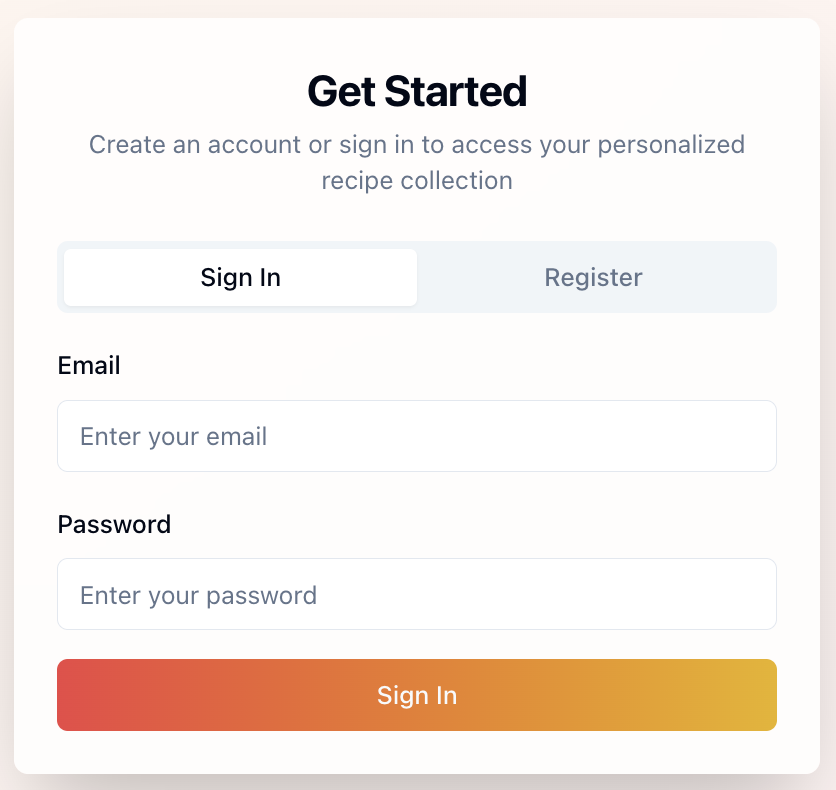 Get Started
Create an account or sign in to access your personalized
recipe collection
Sign In
Register
Email
Enter your email
Password
Enter your password
Sign In